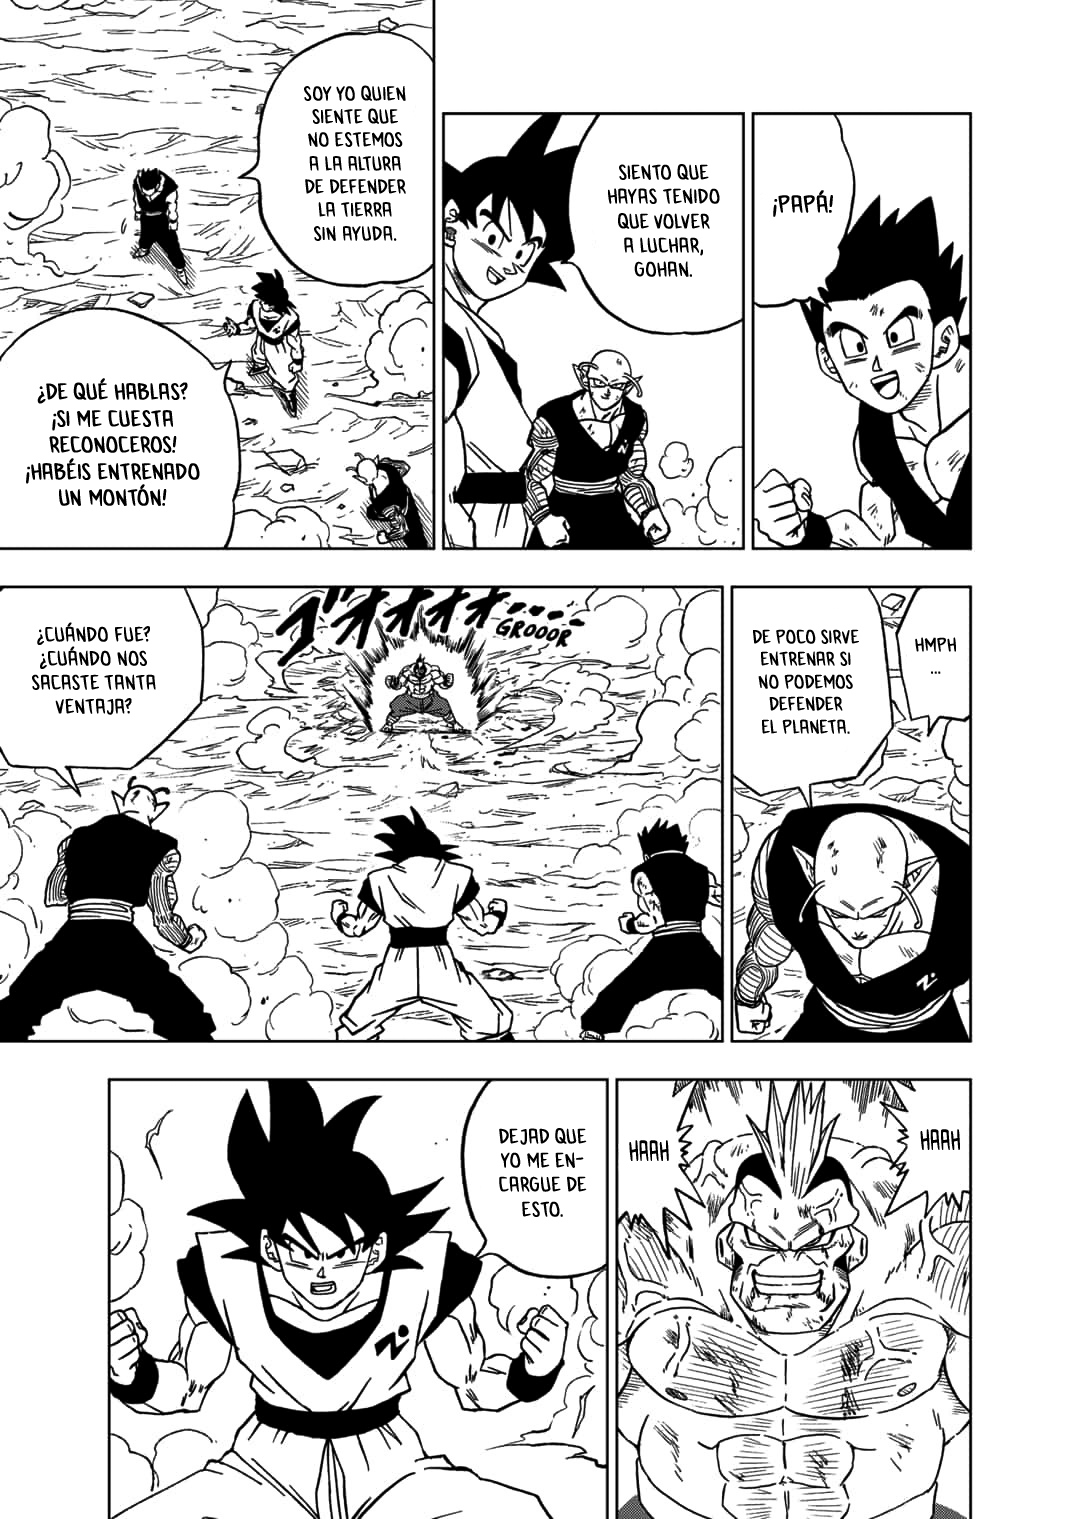 ¡PAPÁ!
SIENTO QUE
HAYAS TENIDO
QUE VOLVER
A LUCHAR,
GOHAN.
SOY YO QUIEN
SIENTE QUE
NO ESTEMOS
A LA ALTURA
DE DEFENDER
LA TIERRA
SIN AYUDA.
¿DE QUÉ HABLAS?
¡SI ME CUESTA
RECONOCEROS!
¡HABÉIS ENTRENADO
UN MONTÓN!
HMPH
...
DE POCO SIRVE
ENTRENAR SI
NO PODEMOS
DEFENDER
EL PLANETA.
ゴオオオオ...
GROOOR
¿CUÁNDO FUE?
¿CUÁNDO NOS
SACASTE TANTA
VENTAJA?
HAAH
HAAH
DEJAD QUE
YO ME EN-
CARGUE DE
ESTO.